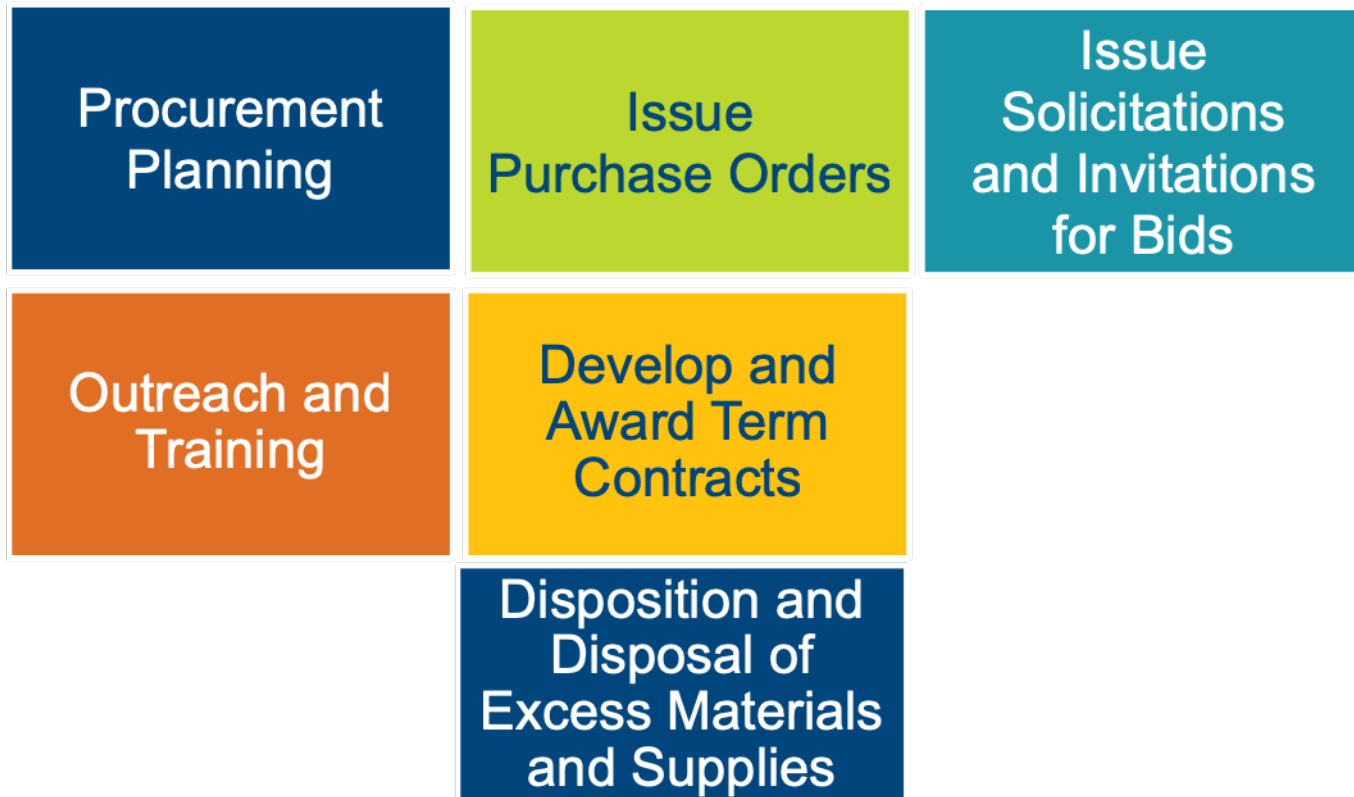 Procurement
Planning
Issue
Purchase Orders
Issue
Solicitations
and Invitations
for Bids
Outreach and
Training
Develop and
Award Term
Contracts
Disposition and
Disposal of
Excess Materials
and Supplies